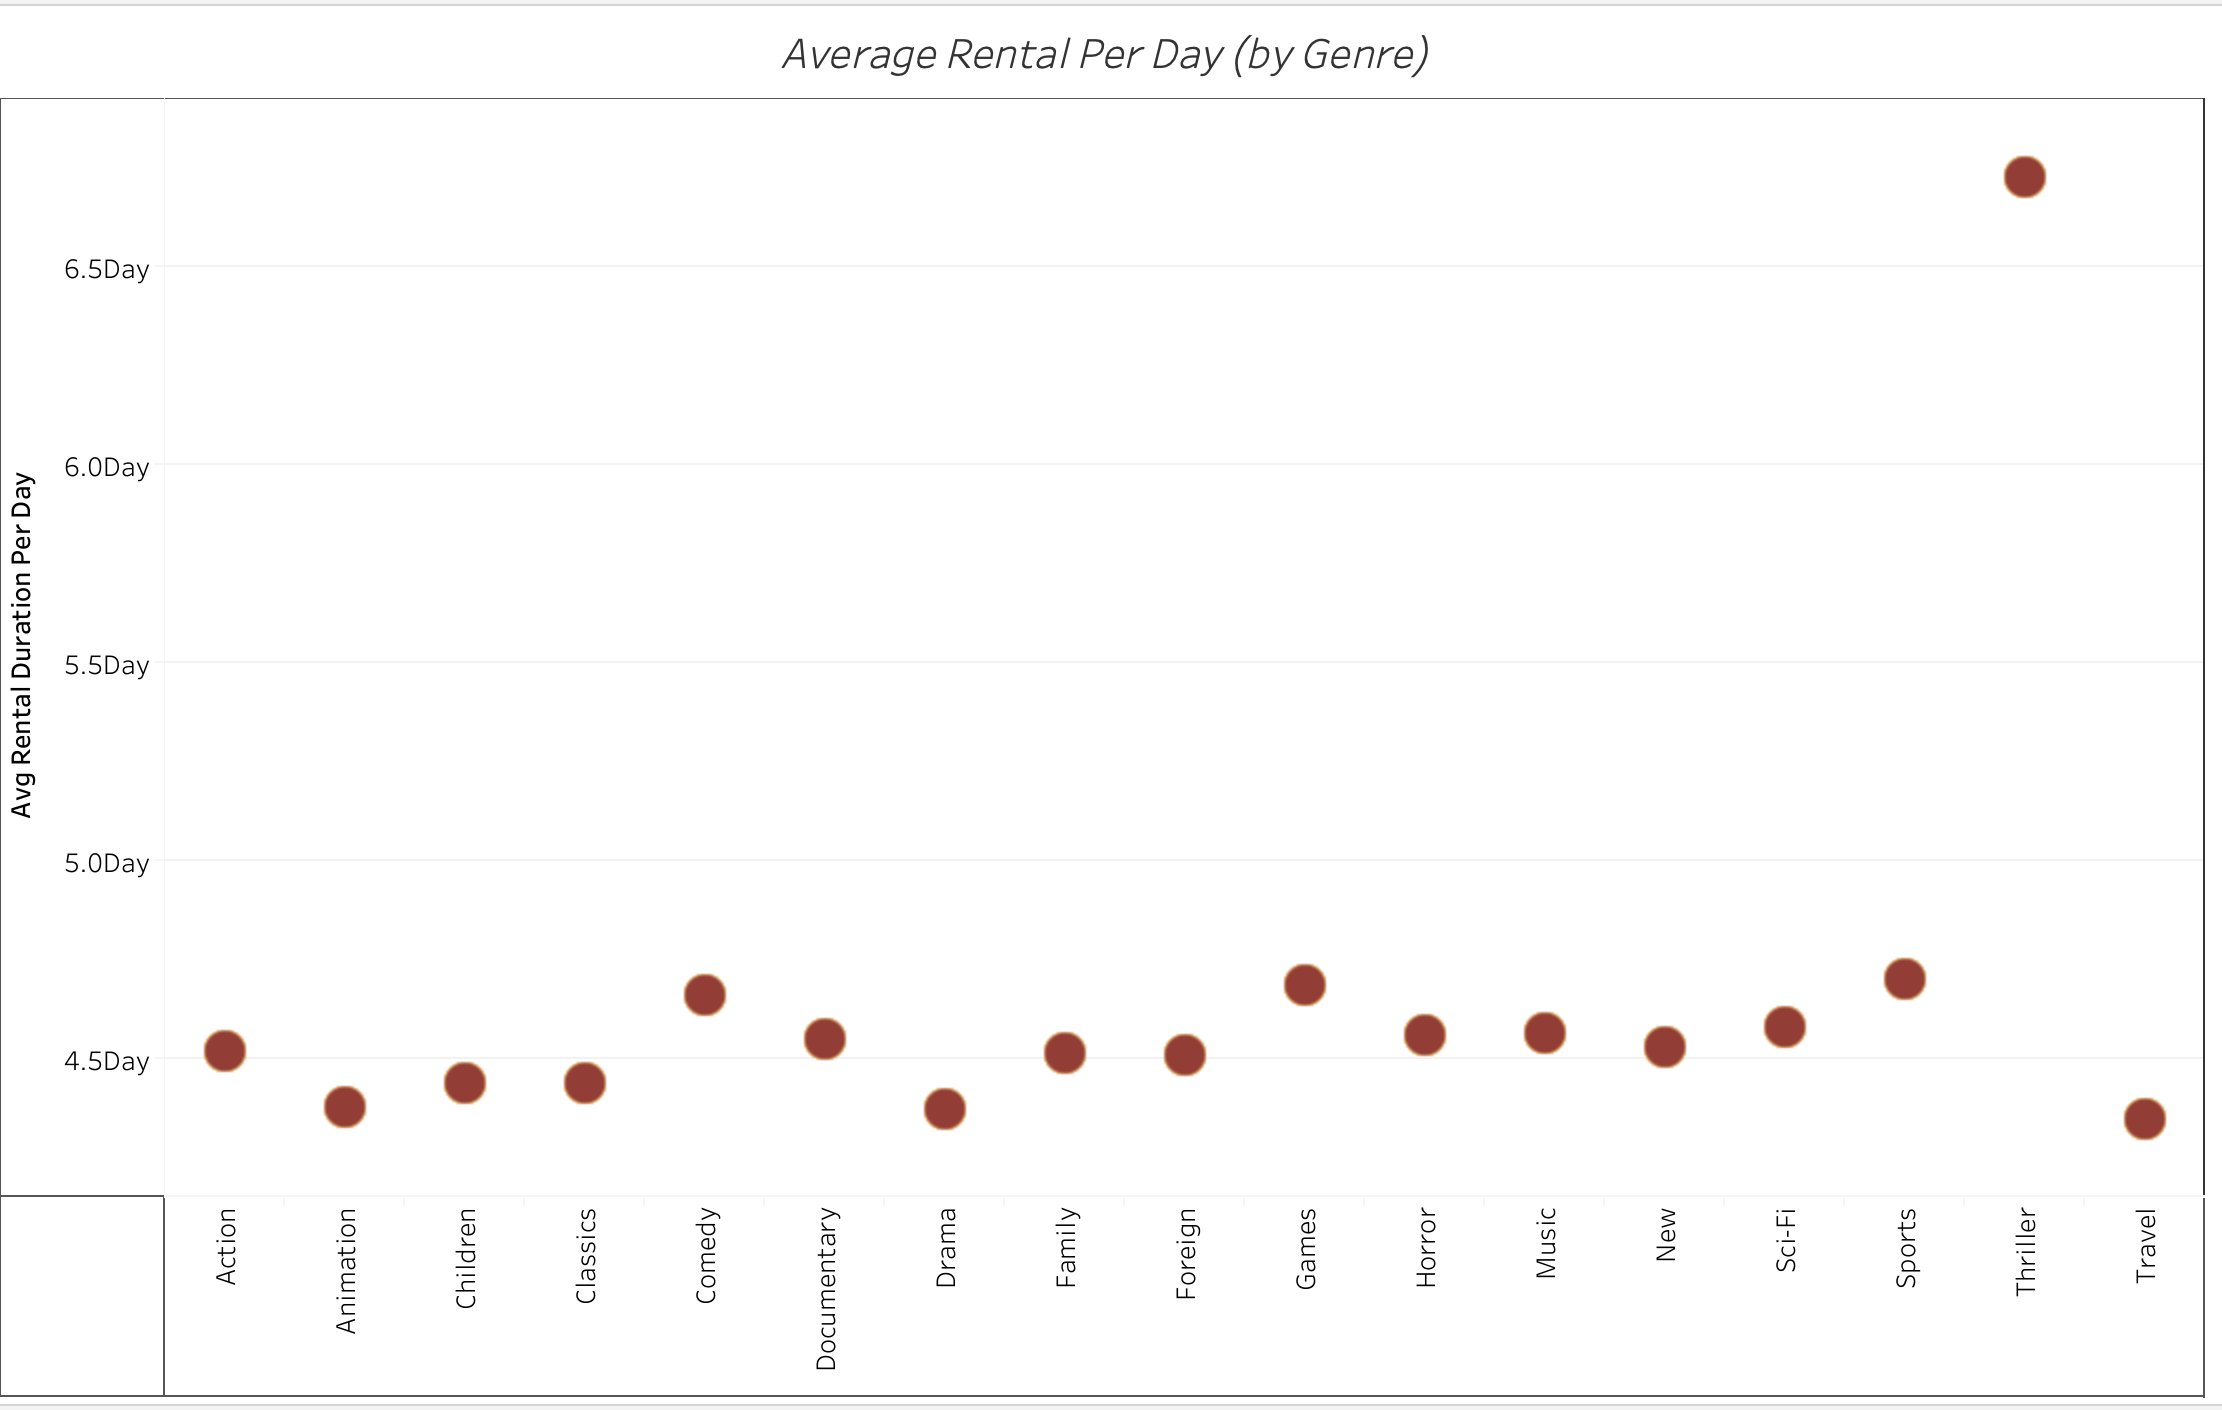 Average Rental Per Day (by Genre)
Avg Rental Duration Per Day
6.5Day
6.0Day
5.5Day
5.0Day
4.5Day
Action
Animation
Children
Classics
Comedy
Documentary
Drama
Family
Foreign
Games
Horror
Music
New
Sci-Fi
Sports
Thriller
Travel